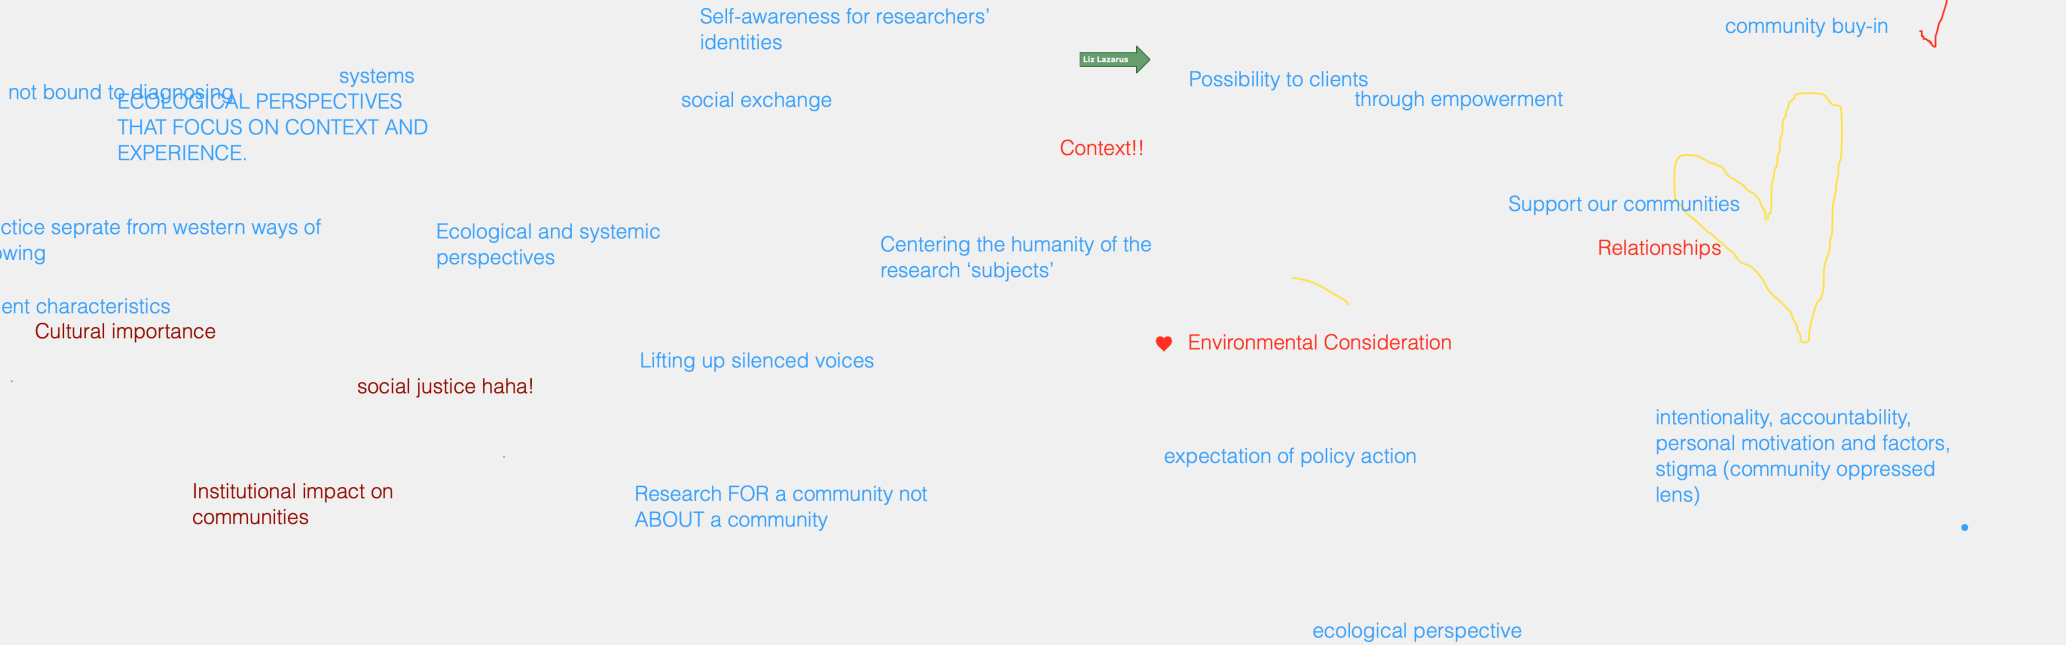 Self-awareness for researchers’
identities
community buy-in
Liz Lazarus
systems
Possibility to clients
not bound to diagnosing
ECOLOGICAL PERSPECTIVES
THAT FOCUS ON CONTEXT AND
EXPERIENCE.
social exchange
through empowerment
Context!!
Support our communities
Relationships
ctice seprate from western ways of
owing
Ecological and systemic
perspectives
Centering the humanity of the
research ‘subjects’
ent characteristics
Cultural importance
Environmental Consideration
Lifting up silenced voices
social justice haha!
intentionality, accountability,
personal motivation and factors,
stigma (community oppressed
lens)
expectation of policy action
Institutional impact on
communities
Research FOR a community not
ABOUT a community
ecological perspective